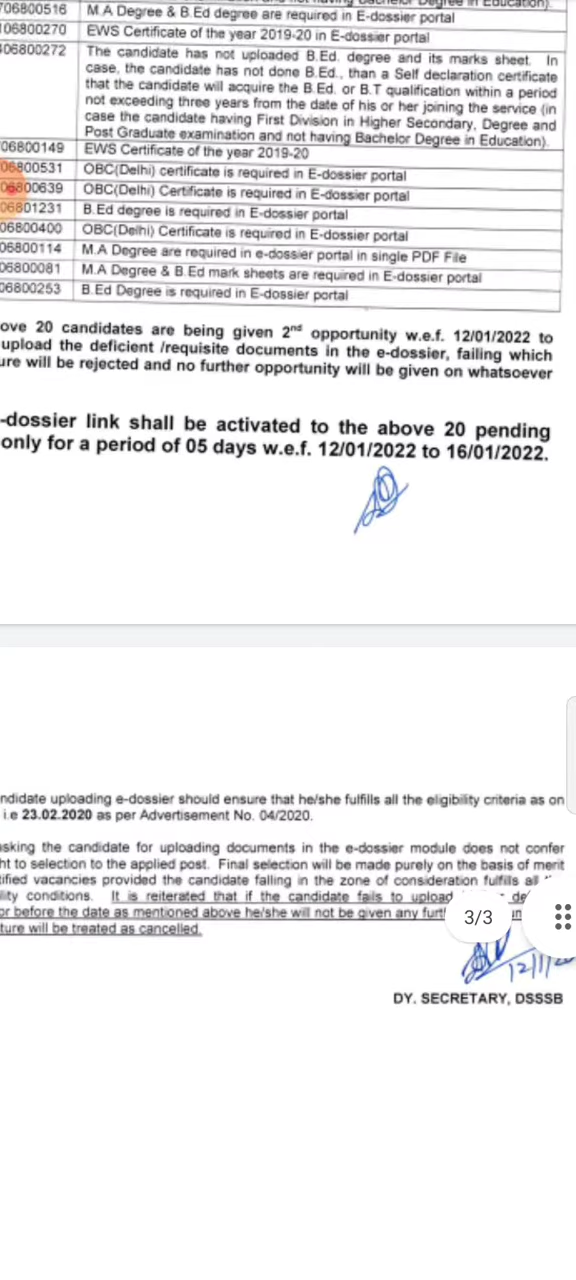 706800516 M.A Degree & B.Ed degree are required in E-dossier portal
106800270 EWS Certificate of the year 2019-20 in E-dossier portal
406800272 The candidate has not uploaded B.Ed. degree and its marks sheet. In
case, the candidate has not done B.Ed., than a Self declaration certificate
that the candidate will acquire the B.Ed. or B.T qualification within a period
not exceeding three years from the date of his or her joining the service (in
case the candidate having First Division in Higher Secondary, Degree and
Post Graduate examination and not having Bachelor Degree in Education).
06800149 EWS Certificate of the year 2019-20
06800531 OBC(Delhi) certificate is required in E-dossier portal
06800639 OBC(Delhi) Certificate is required in E-dossier portal
06801231 B.Ed degree is required in E-dossier portal
06800400 OBC(Delhi) Certificate is required in E-dossier portal
06800114 M.A Degree are required in e-dossier portal in single PDF File
06800081 M.A Degree & B.Ed mark sheets are required in E-dossier portal
06800253 B.Ed Degree is required in E-dossier portal
ove 20 candidates are being given 2nd opportunity w.e.f. 12/01/2022 to
upload the deficient /requisite documents in the e-dossier, failing which
ure will be rejected and no further opportunity will be given on whatsoever
-dossier link shall be activated to the above 20 pending
only for a period of 05 days w.e.f. 12/01/2022 to 16/01/2022.
ndidate uploading e-dossier should ensure that he/she fulfills all the eligibility criteria as on
i.e 23.02.2020 as per Advertisement No. 04/2020.
asking the candidate for uploading documents in the e-dossier module does not confer
ht to selection to the applied post. Final selection will be made purely on the basis of merit
tified vacancies provided the candidate falling in the zone of consideration fulfills all
lity conditions. It is reiterated that if the candidate fails to upload
or before the date as mentioned above he/she will not be given any
ture will be treated as cancelled.
3/3
DY. SECRETARY, DSSSB